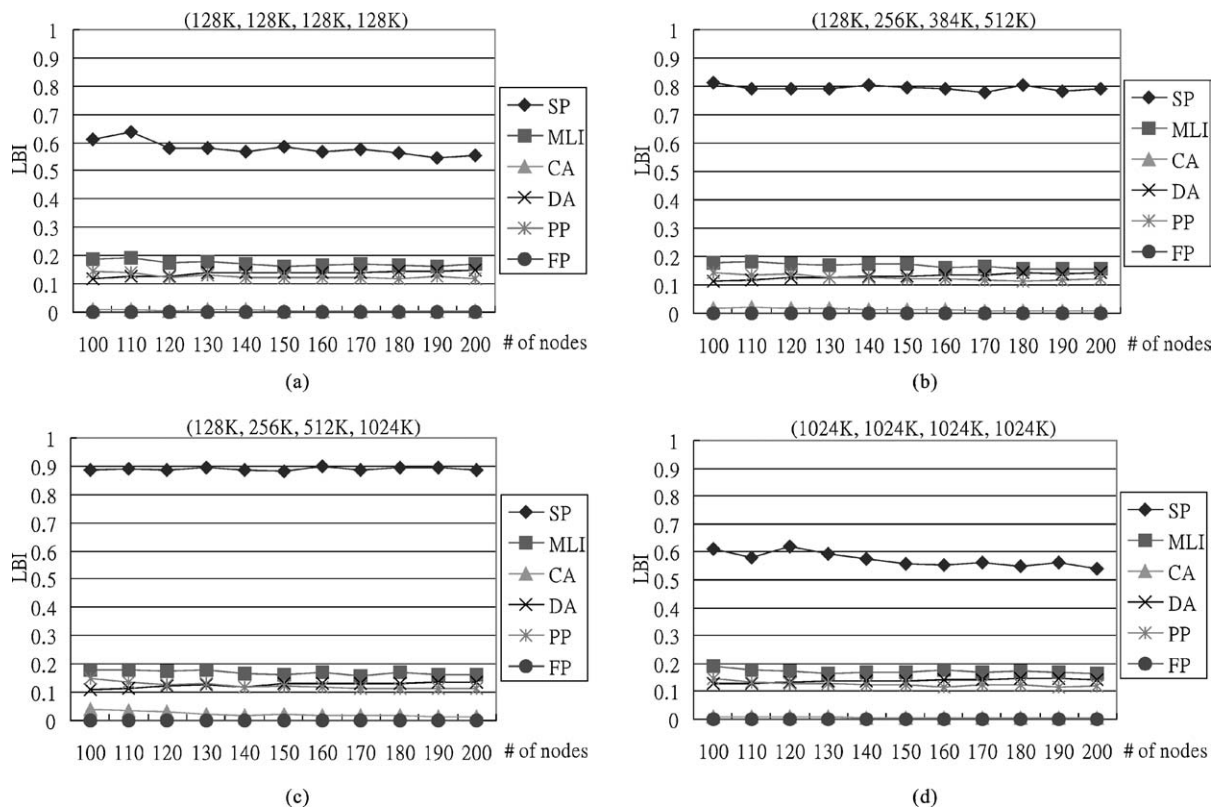 (128K, 128K, 128K, 128K)
1
0.9
0.8
0.7
0.6
0.5
0.4
0.3
0.2
0.1
0
LBI
SP
MLI
CA
DA
PP
FP
100 110 120 130 140 150 160 170 180 190 200 # of nodes
(a)
(128K, 256K, 384K, 512K)
1
0.9
0.8
0.7
0.6
0.5
0.4
0.3
0.2
0.1
0
LBI
SP
MLI
CA
DA
PP
FP
100 110 120 130 140 150 160 170 180 190 200 # of nodes
(b)
(128K, 256K, 512K, 1024K)
1
0.9
0.8
0.7
0.6
0.5
0.4
0.3
0.2
0.1
0
LBI
SP
MLI
CA
DA
PP
FP
100 110 120 130 140 150 160 170 180 190 200 # of nodes
(c)
(1024K, 1024K, 1024K, 1024K)
1
0.9
0.8
0.7
0.6
0.5
0.4
0.3
0.2
0.1
0
LBI
SP
MLI
CA
DA
PP
FP
100 110 120 130 140 150 160 170 180 190 200 # of nodes
(d)